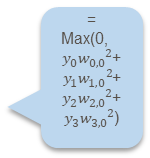 =
Max(0,
𝑦₀𝑤₀,₀²+
𝑦₁𝑤₁,₀²+
𝑦₂𝑤₂,₀²+
𝑦₃𝑤₃,₀²)